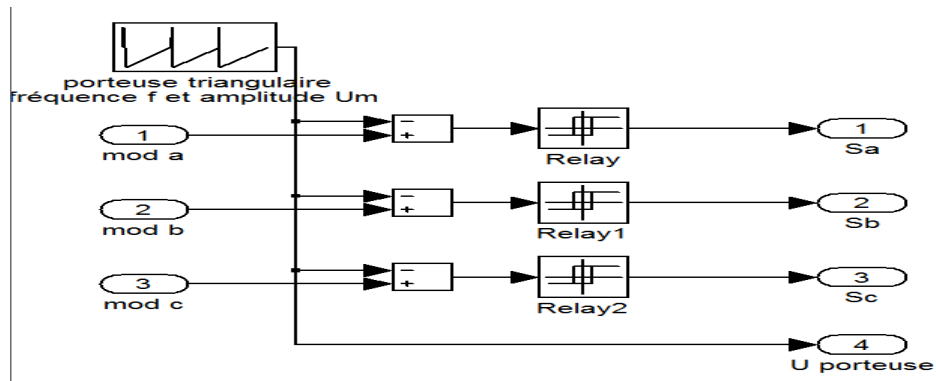 porteuse triangulaire
fréquence f et amplitude Um
1
mod a
−
+
Relay
1
Sa
2
mod b
−
+
Relay1
2
Sb
3
mod c
−
+
Relay2
3
Sc
4
U porteuse